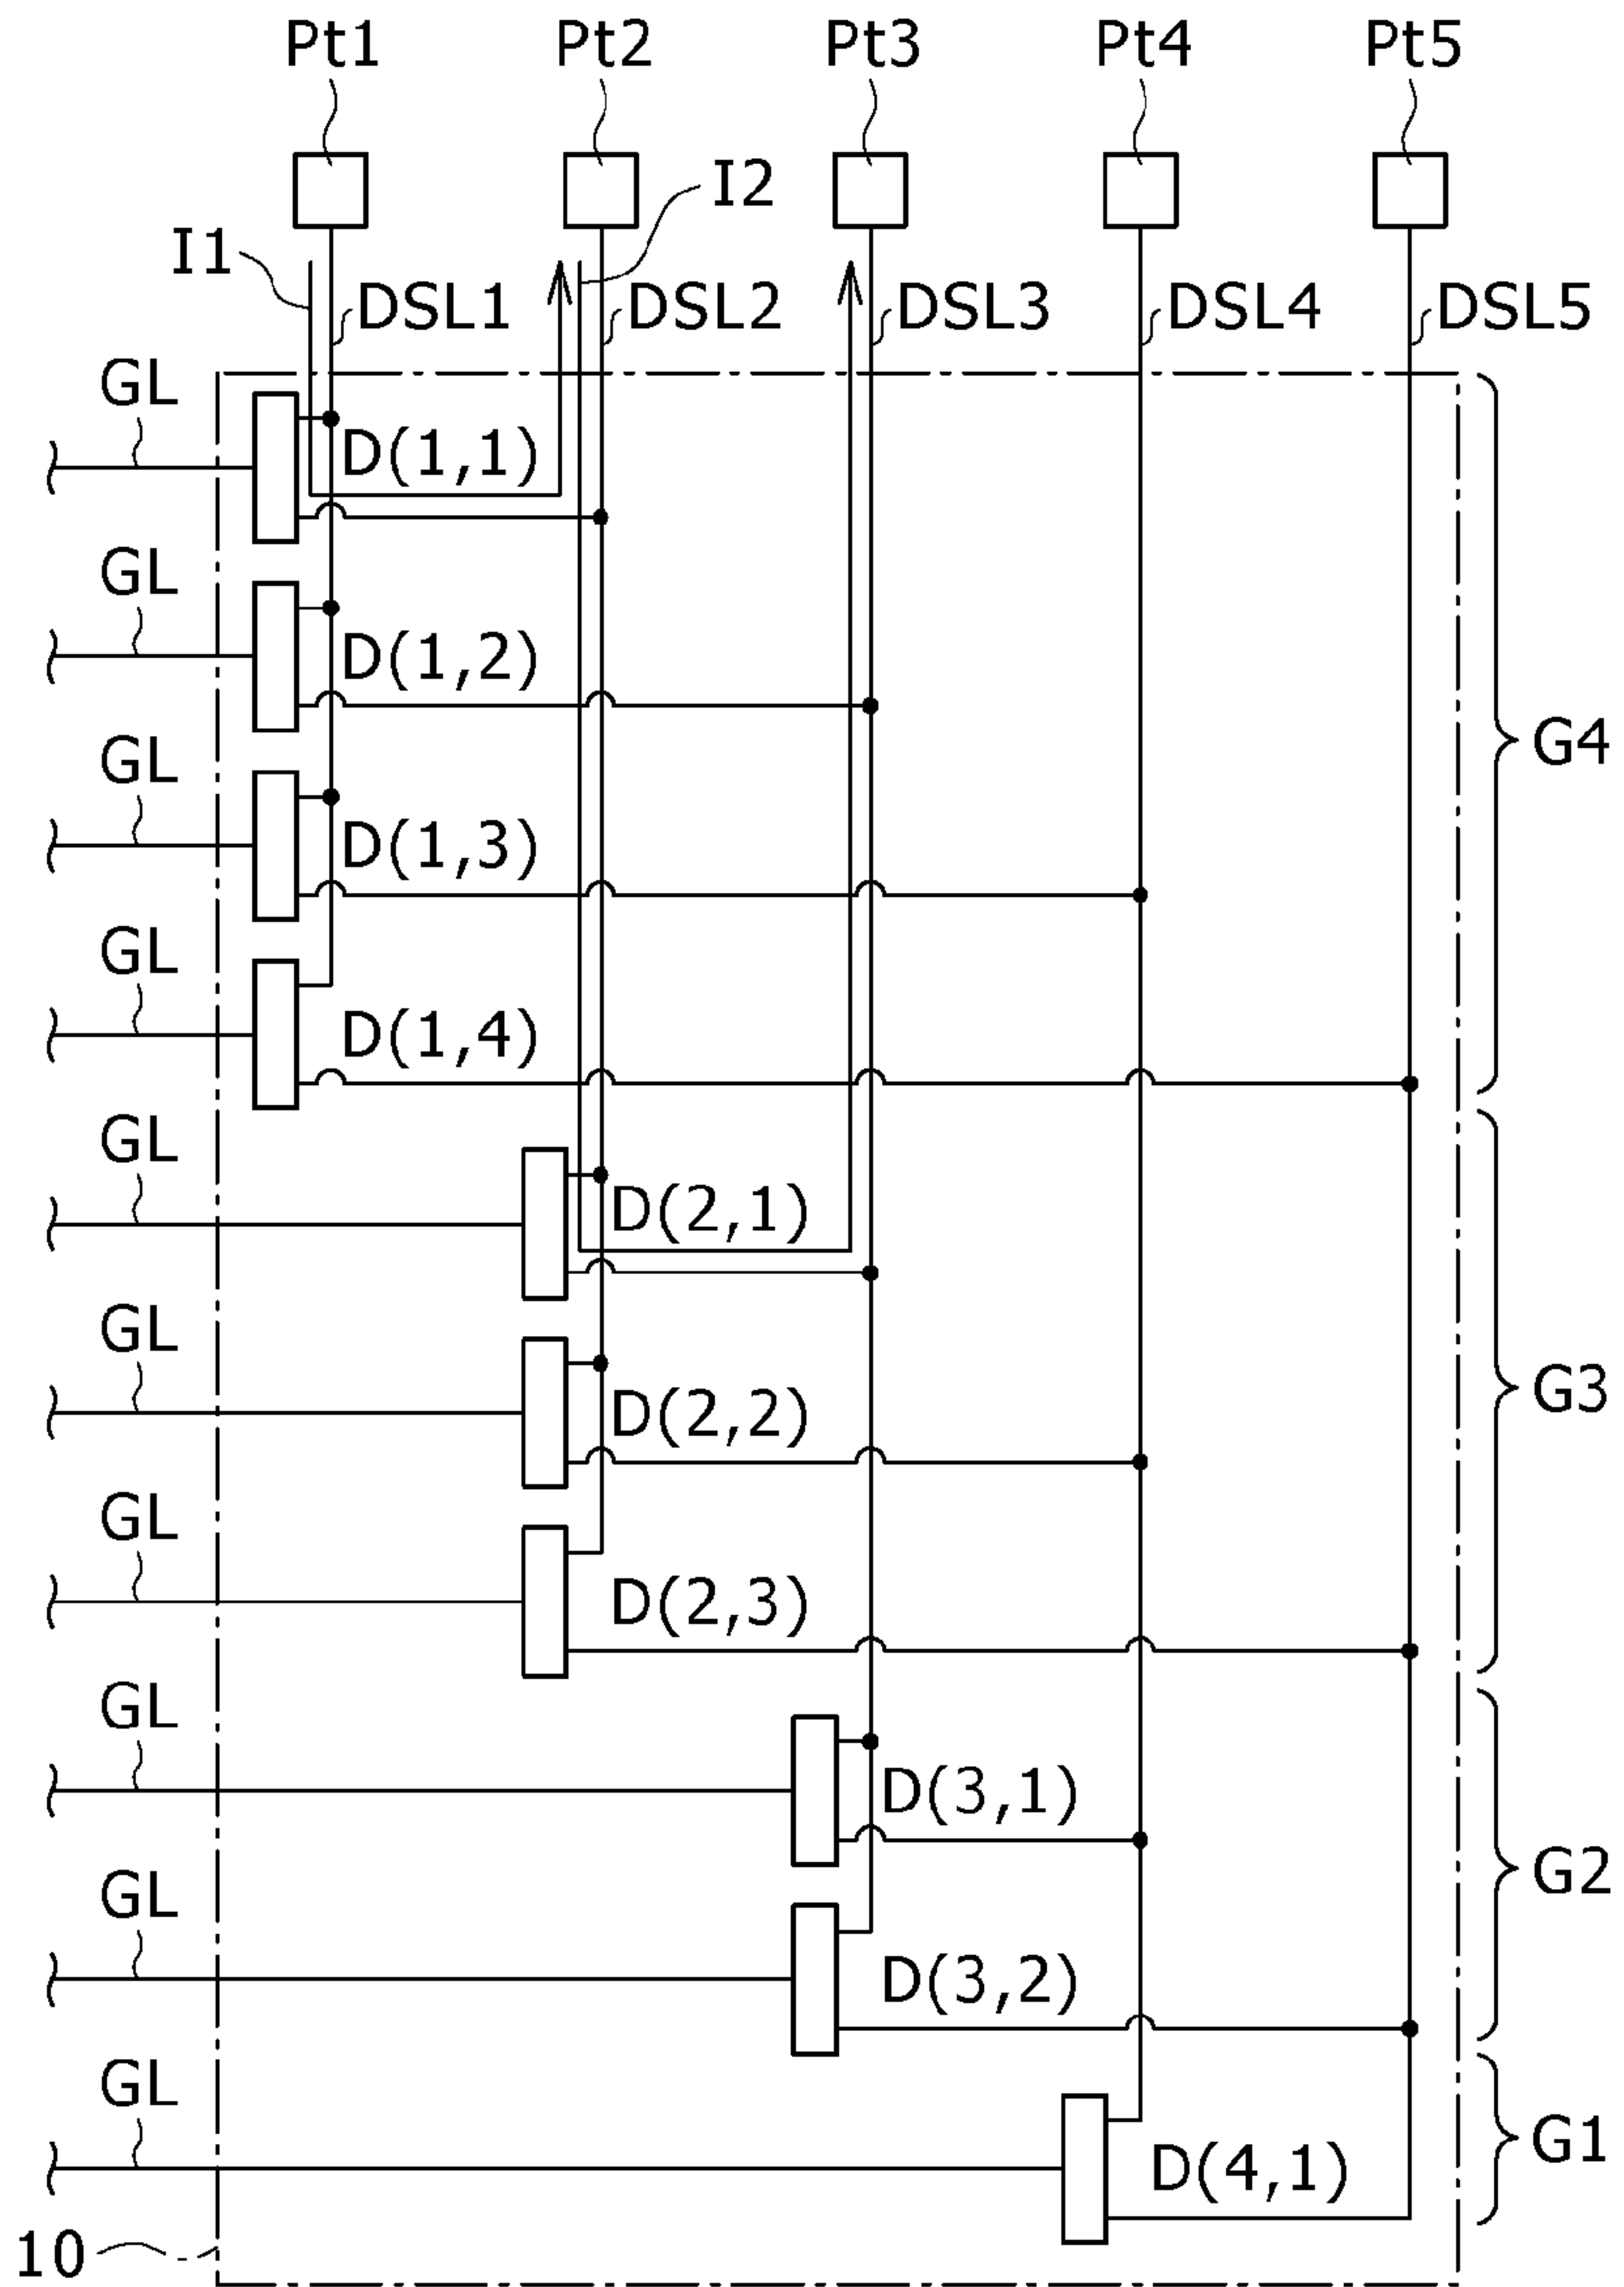 Pt1 Pt2 Pt3 Pt4 Pt5
I2
I1
DSL1 DSL2 DSL3 DSL4 DSL5
GL
D(1,1)
GL
D(1,2)
G4
GL
D(1,3)
GL
D(1,4)
GL
D(2,1)
GL
G3
D(2,2)
GL
D(2,3)
GL
D(3,1)
G2
GL
D(3,2)
GL
G1
D(4,1)
10